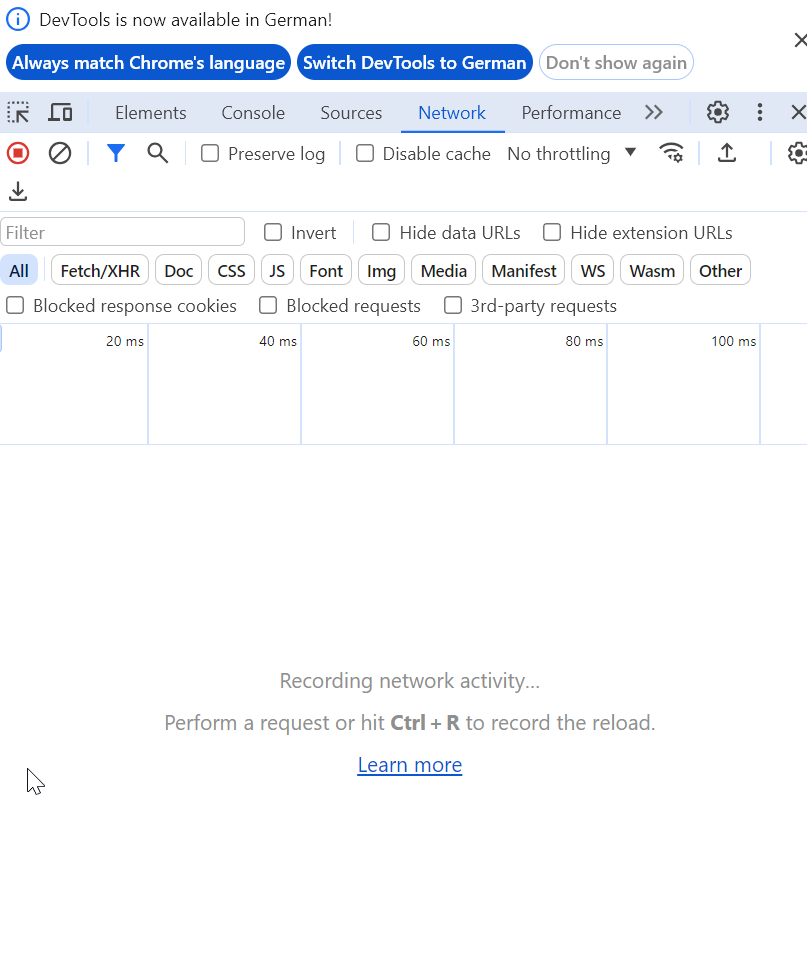 DevTools is now available in German!
Always match Chrome's language Switch DevTools to German Don't show again
Elements Console Sources Network Performance
Preserve log Disable cache No throttling
Filter Invert Hide data URLs Hide extension URLs
All Fetch/XHR Doc CSS JS Font Img Media Manifest WS Wasm Other
Blocked response cookies Blocked requests 3rd-party requests
20 ms 40 ms 60 ms 80 ms 100 ms
Recording network activity…
Perform a request or hit Ctrl + R to record the reload.
Learn more